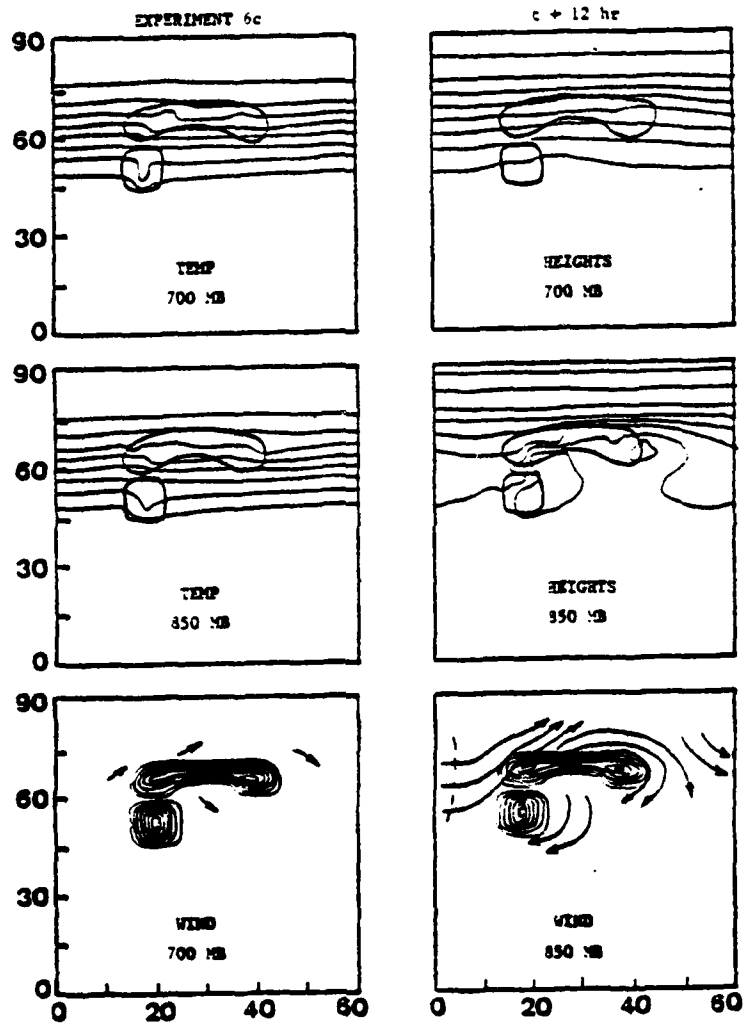 EXPERIMENT 6c
t + 12 hr
90
60
30
0
TEMP
700 MB
HEIGHTS
700 MB
90
60
30
0
TEMP
850 MB
HEIGHTS
850 MB
90
60
30
0
WIND
700 MB
WIND
850 MB
0 20 40 60
0 20 40 60